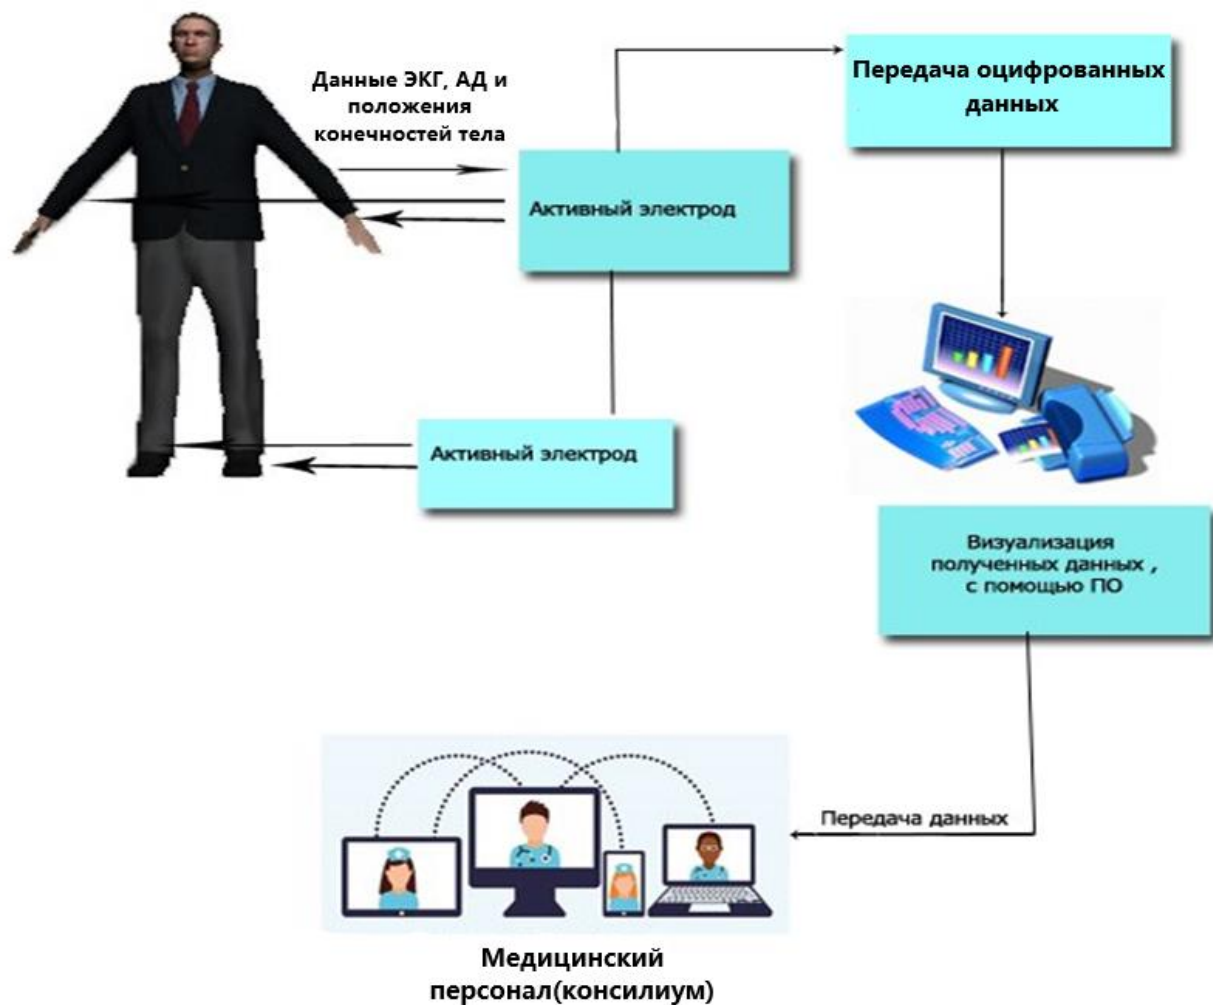 Данные ЭКГ, АД и
положения
конечностей тела
Передача оцифрованных
данных
Активный электрод
Активный электрод
Визуализация
полученных данных ,
с помощью ПО
Передача данных
Медицинский
персонал(консилиум)